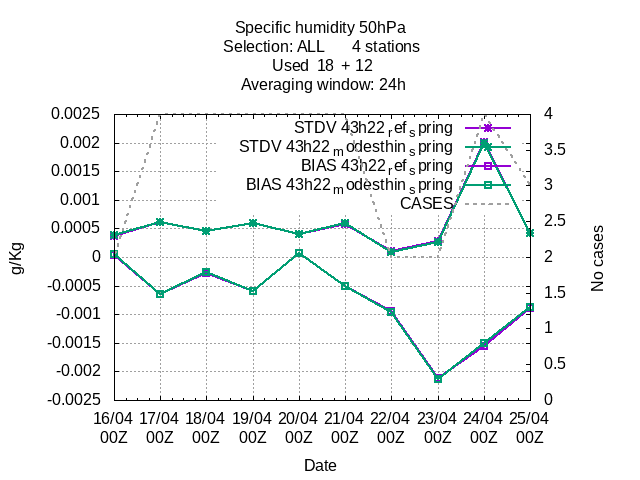 Specific humidity 50hPa
Selection: ALL 4 stations
Used 18 + 12
Averaging window: 24h
STDV 43h22_ref_spring
STDV 43h22_modesthin_spring
BIAS 43h22_ref_spring
BIAS 43h22_modesthin_spring
CASES
0.0025
0.002
0.0015
0.001
0.0005
0
-0.0005
-0.001
-0.0015
-0.002
-0.0025
g/Kg
4
3.5
3
2.5
2
1.5
1
0.5
0
No cases
16/04 17/04 18/04 19/04 20/04 21/04 22/04 23/04 24/04 25/04
00Z 00Z 00Z 00Z 00Z 00Z 00Z 00Z 00Z 00Z
Date